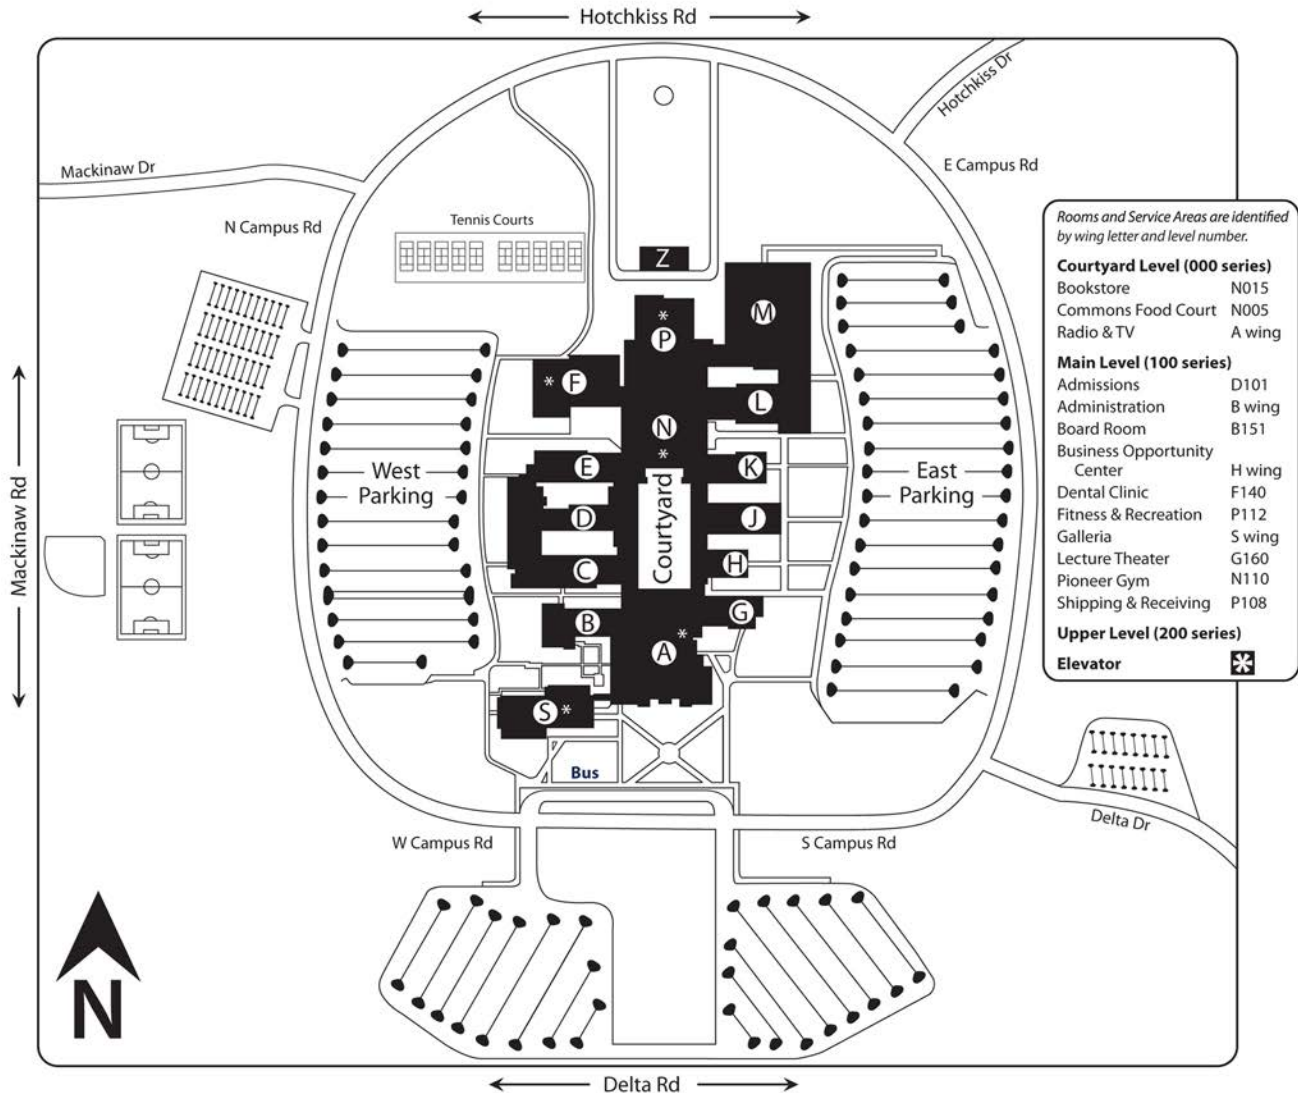 Hotchkiss Rd
Hotchkiss Dr
Mackinaw Dr
E Campus Rd
N Campus Rd
Tennis Courts
Z
M
P
*
F
*
L
N
*
E
K
West
Parking
East
Parking
Courtyard
D
J
C
H
B
G
A
*
S
*
Bus
Mackinaw Rd
W Campus Rd
S Campus Rd
Delta Dr
N
Delta Rd
Rooms and Service Areas are identified
by wing letter and level number.
Courtyard Level (000 series)
Bookstore N015
Commons Food Court N005
Radio & TV A wing
Main Level (100 series)
Admissions D101
Administration B wing
Board Room B151
Business Opportunity
Center H wing
Dental Clinic F140
Fitness & Recreation P112
Galleria S wing
Lecture Theater G160
Pioneer Gym N110
Shipping & Receiving P108
Upper Level (200 series)
Elevator *